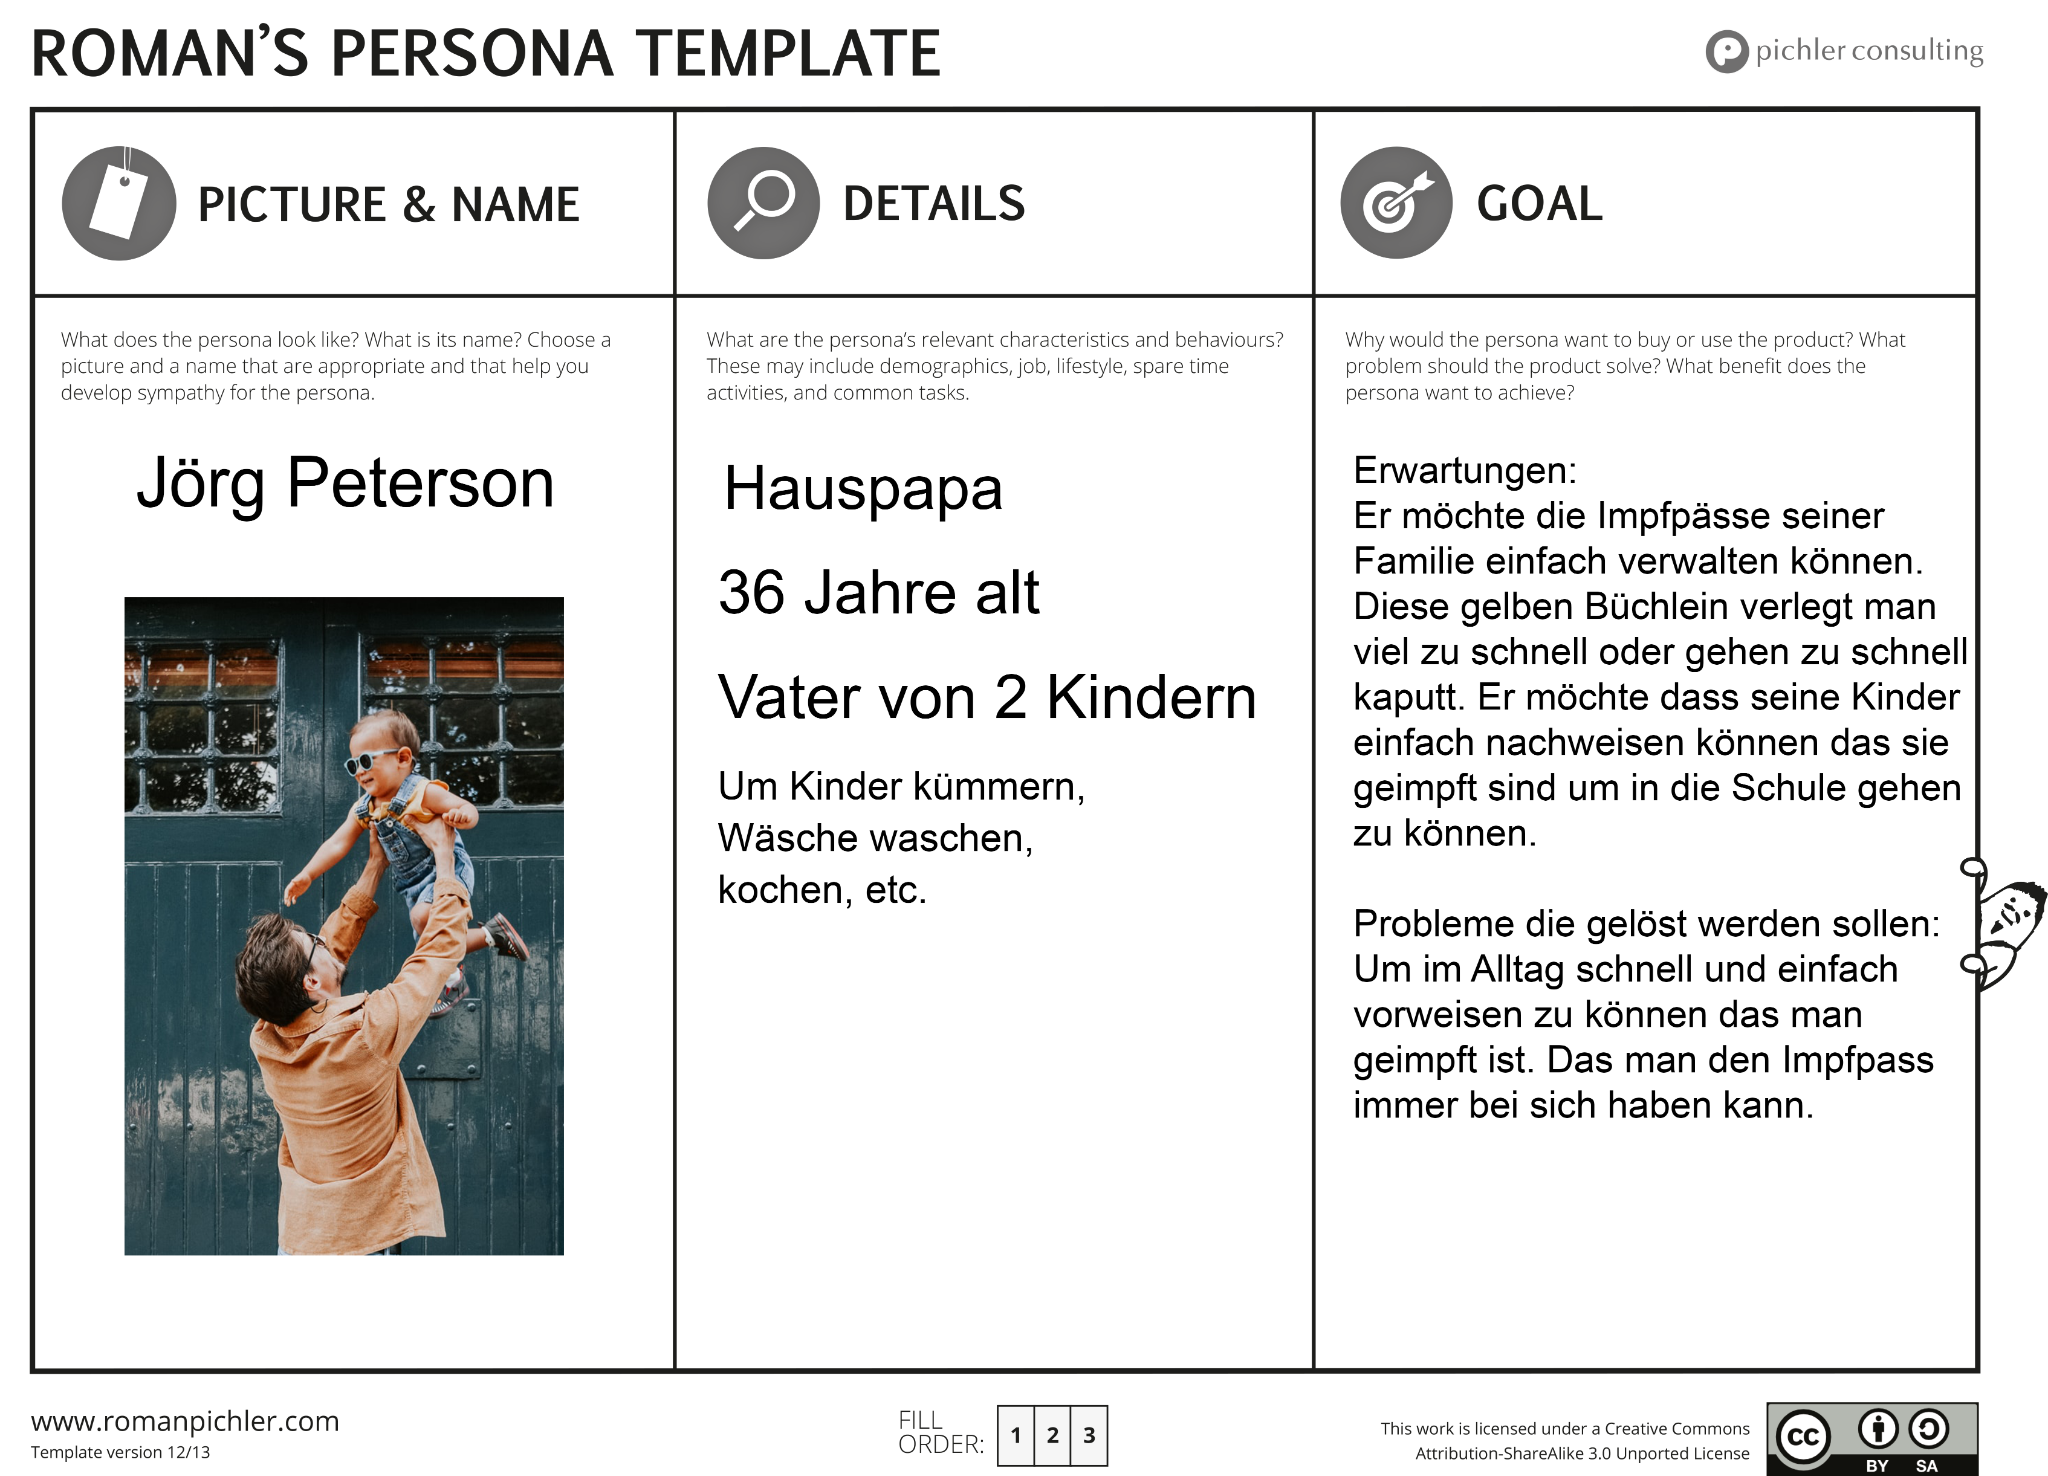 ROMAN’S PERSONA TEMPLATE
pichler consulting
PICTURE & NAME
What does the persona look like? What is its name? Choose a
picture and a name that are appropriate and that help you
develop sympathy for the persona.
Jörg Peterson
DETAILS
What are the persona’s relevant characteristics and behaviours?
These may include demographics, job, lifestyle, spare time
activities, and common tasks.
Hauspapa
36 Jahre alt
Vater von 2 Kindern
Um Kinder kümmern,
Wäsche waschen,
kochen, etc.
GOAL
Why would the persona want to buy or use the product? What
problem should the product solve? What benefit does the
persona want to achieve?
Erwartungen:
Er möchte die Impfpässe seiner
Familie einfach verwalten können.
Diese gelben Büchlein verlegt man
viel zu schnell oder gehen zu schnell
kaputt. Er möchte dass seine Kinder
einfach nachweisen können das sie
geimpft sind um in die Schule gehen
zu können.
Probleme die gelöst werden sollen:
Um im Alltag schnell und einfach
vorweisen zu können das man
geimpft ist. Das man den Impfpass
immer bei sich haben kann.
www.romanpichler.com
Template version 12/13
FILL
ORDER:
1 2 3
This work is licensed under a Creative Commons
Attribution-ShareAlike 3.0 Unported License
cc
BY SA